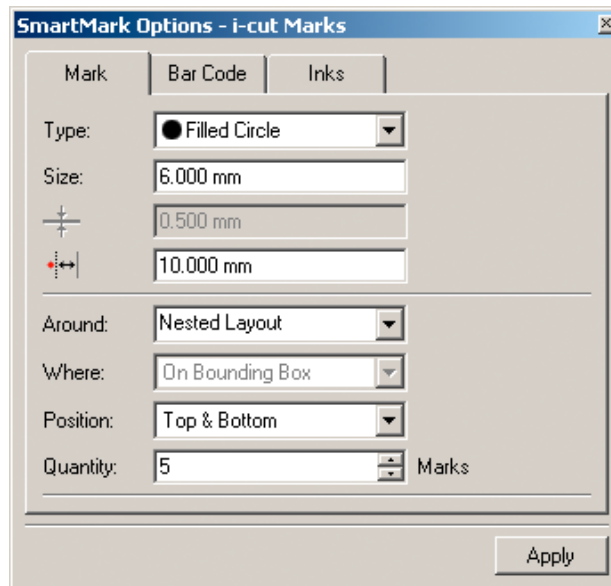 SmartMark Options - i-cut Marks
Mark Bar Code Inks
Type: Filled Circle
Size: 6.000 mm
0.500 mm
10.000 mm
Around: Nested Layout
Where: On Bounding Box
Position: Top & Bottom
Quantity: 5 Marks
Apply